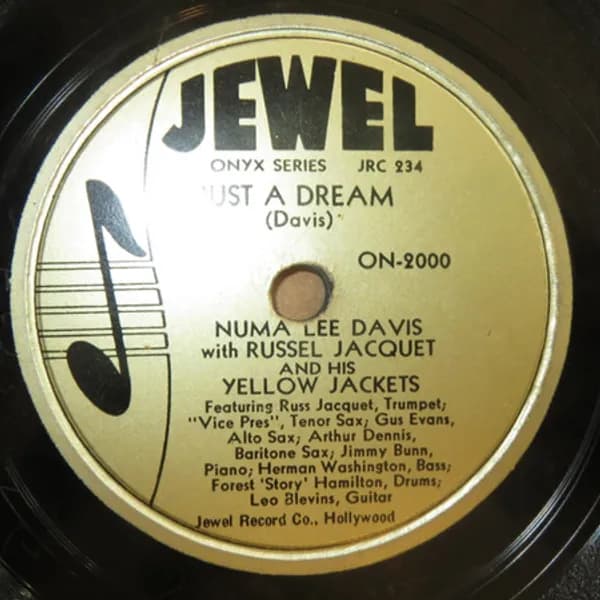 JEWEL
ONYX SERIES JRC 234
JUST A DREAM
(Davis)
ON-2000
NUMA LEE DAVIS
with RUSSEL JACQUET
AND HIS
YELLOW JACKETS
Featuring Russ Jacquet, Trumpet;
"Vice Pres", Tenor Sax; Gus Evans,
Alto Sax; Arthur Dennis,
Baritone Sax; Jimmy Bunn,
Piano; Herman Washington, Bass;
Forest 'Story' Hamilton, Drums;
Leo Blevins, Guitar
Jewel Record Co., Hollywood